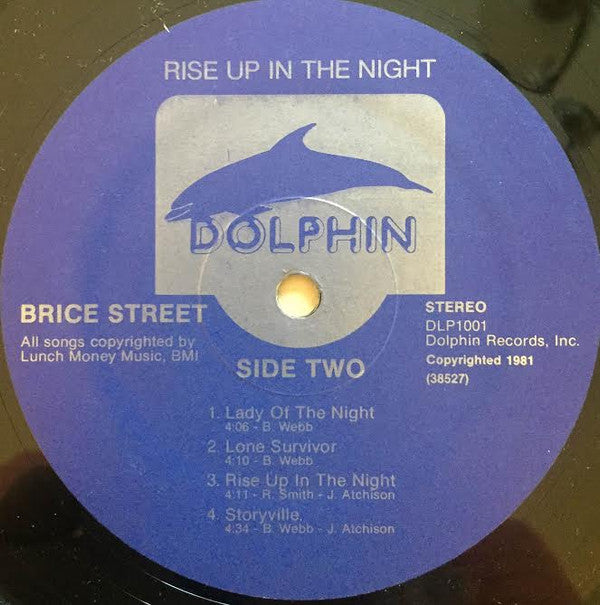 RISE UP IN THE NIGHT
DOLPHIN
BRICE STREET
All songs copyrighted by
Lunch Money Music, BMI
STEREO
DLP1001
Dolphin Records, Inc.
Copyrighted 1981
(38527)
SIDE TWO
1. Lady Of The Night
4:06 - B. Webb
2. Lone Survivor
4:10 - B. Webb
3. Rise Up In The Night
4:11 - R. Smith - J. Atchison
4. Storyville
4:34 - B. Webb - J. Atchison